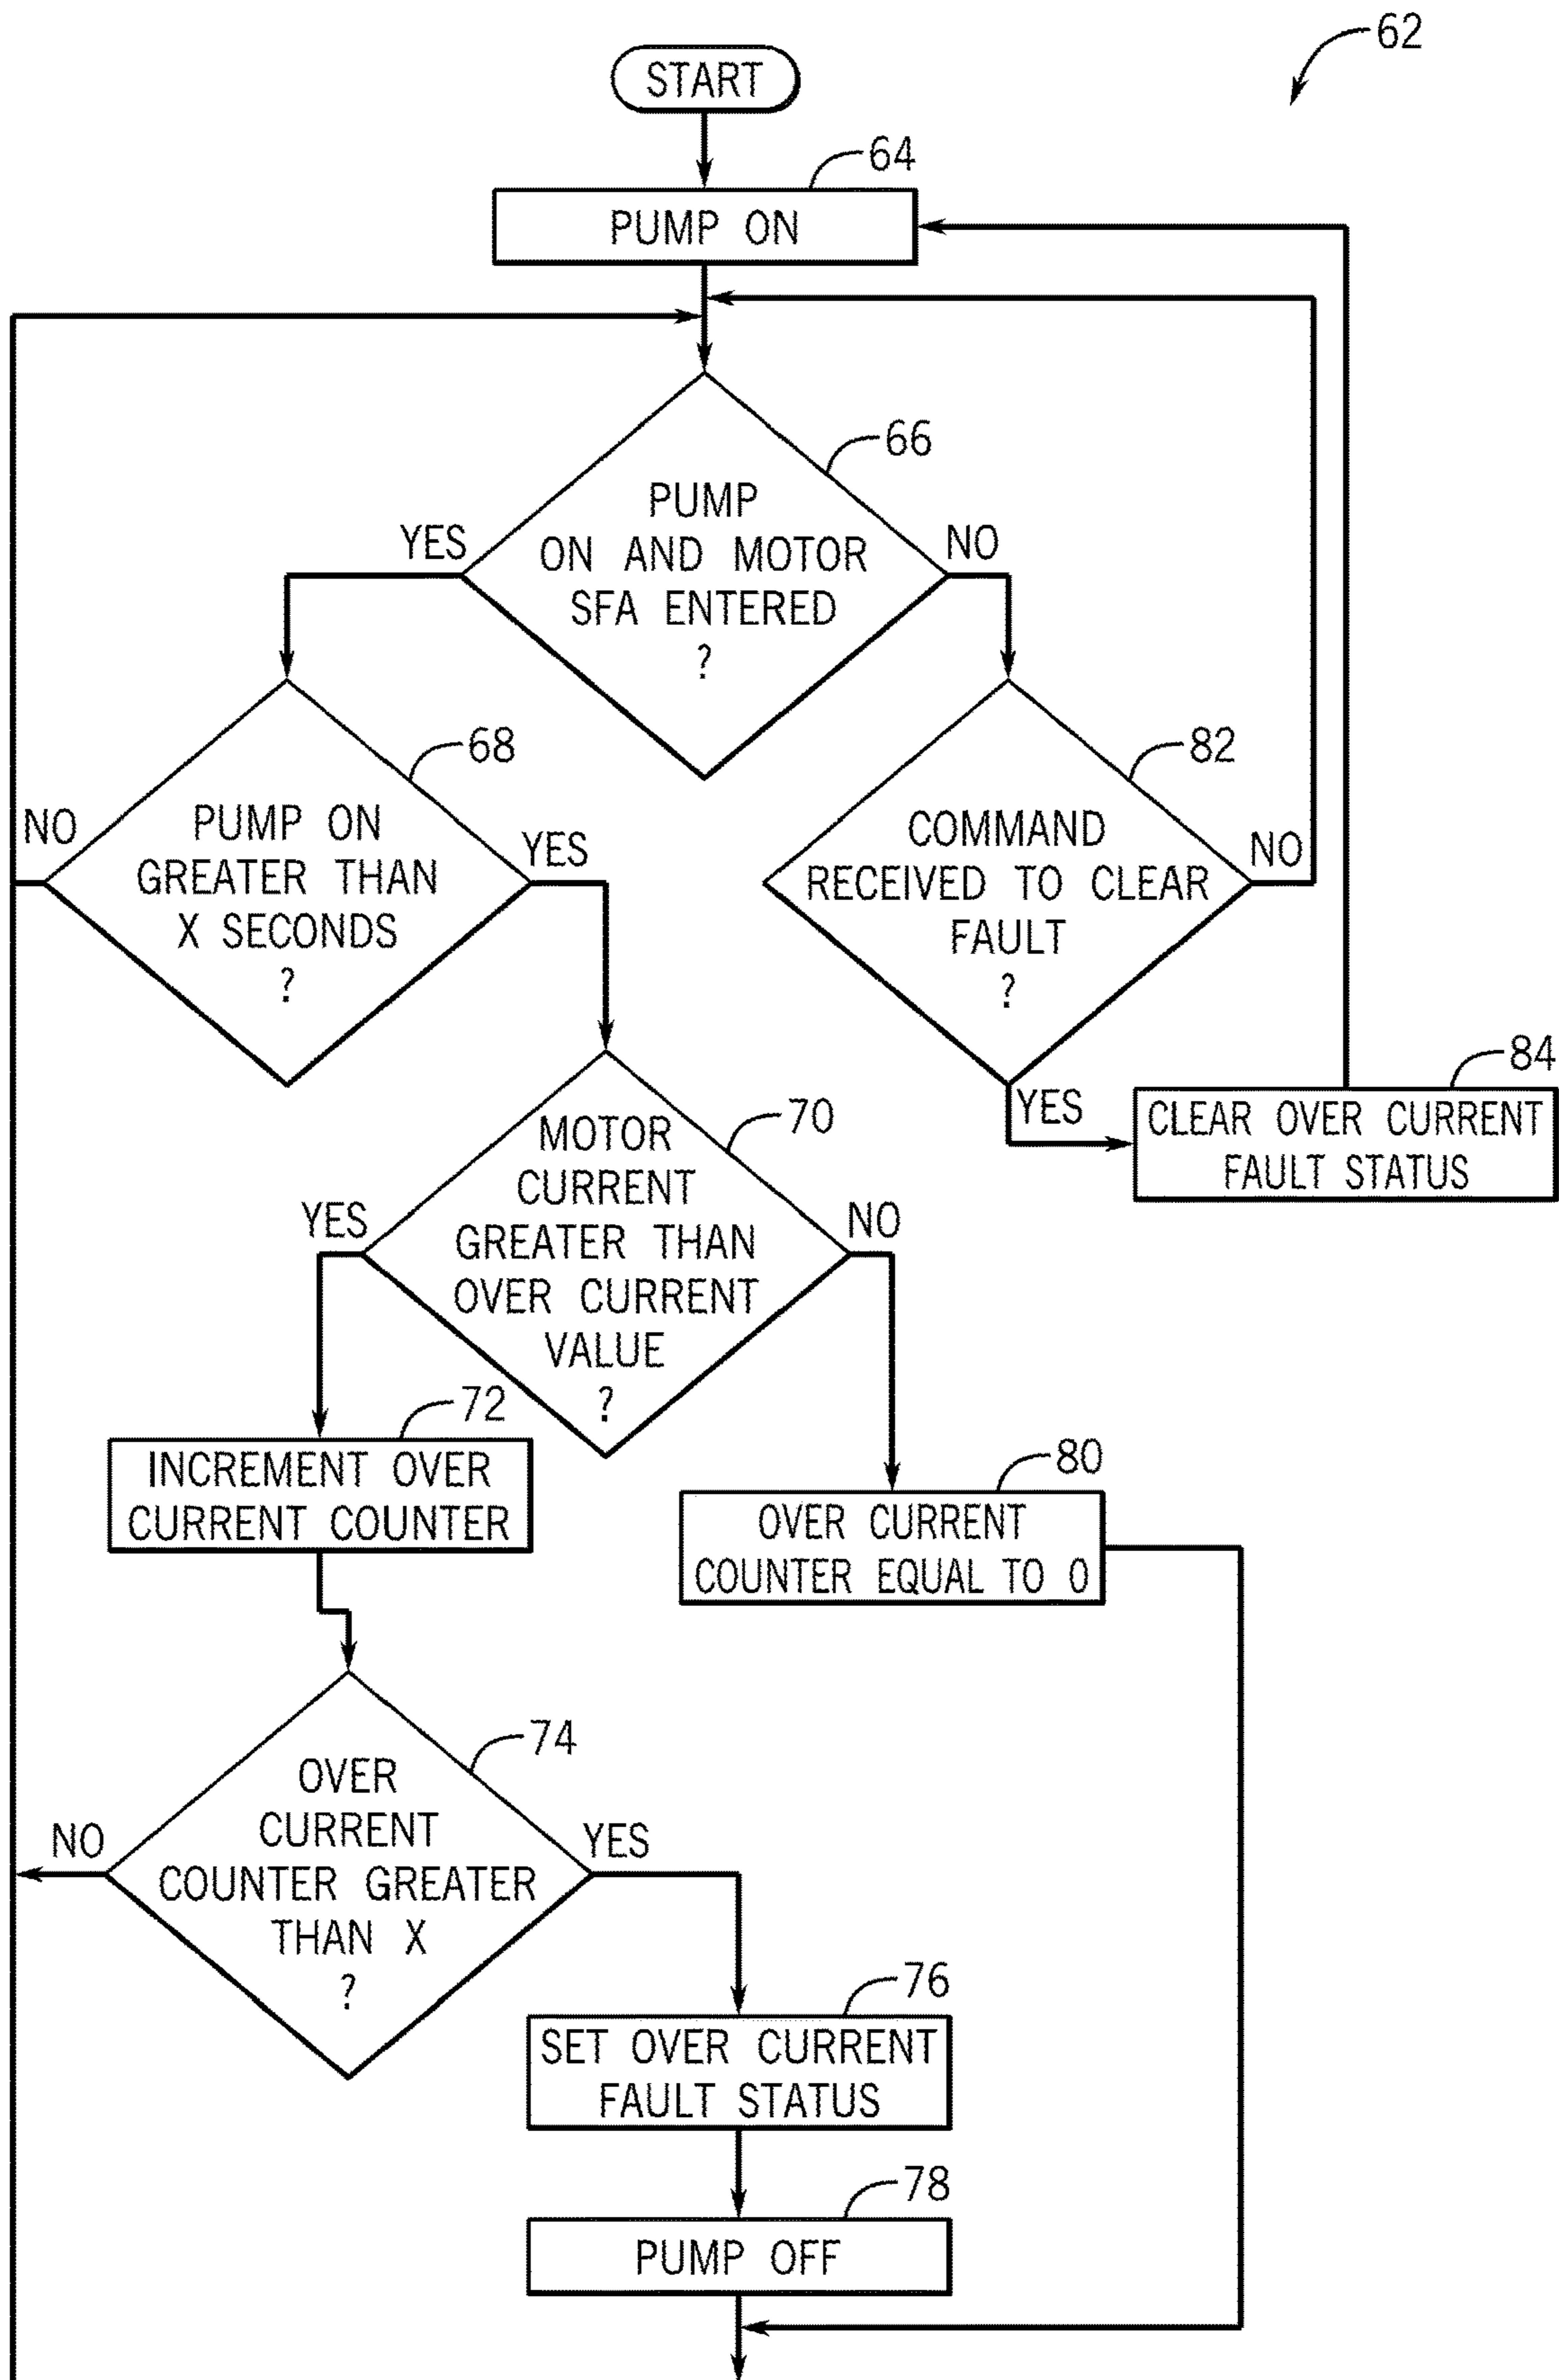 62
START
64
PUMP ON
66
PUMP
ON AND MOTOR
SFA ENTERED
?
YES
NO
68
PUMP ON
GREATER THAN
X SECONDS
?
NO
YES
82
COMMAND
RECEIVED TO CLEAR
FAULT
?
NO
YES
84
CLEAR OVER CURRENT
FAULT STATUS
70
MOTOR
CURRENT
GREATER THAN
OVER CURRENT
VALUE
?
YES
NO
72
INCREMENT OVER
CURRENT COUNTER
80
OVER CURRENT
COUNTER EQUAL TO 0
74
OVER
CURRENT
COUNTER GREATER
THAN X
?
NO
YES
76
SET OVER CURRENT
FAULT STATUS
78
PUMP OFF